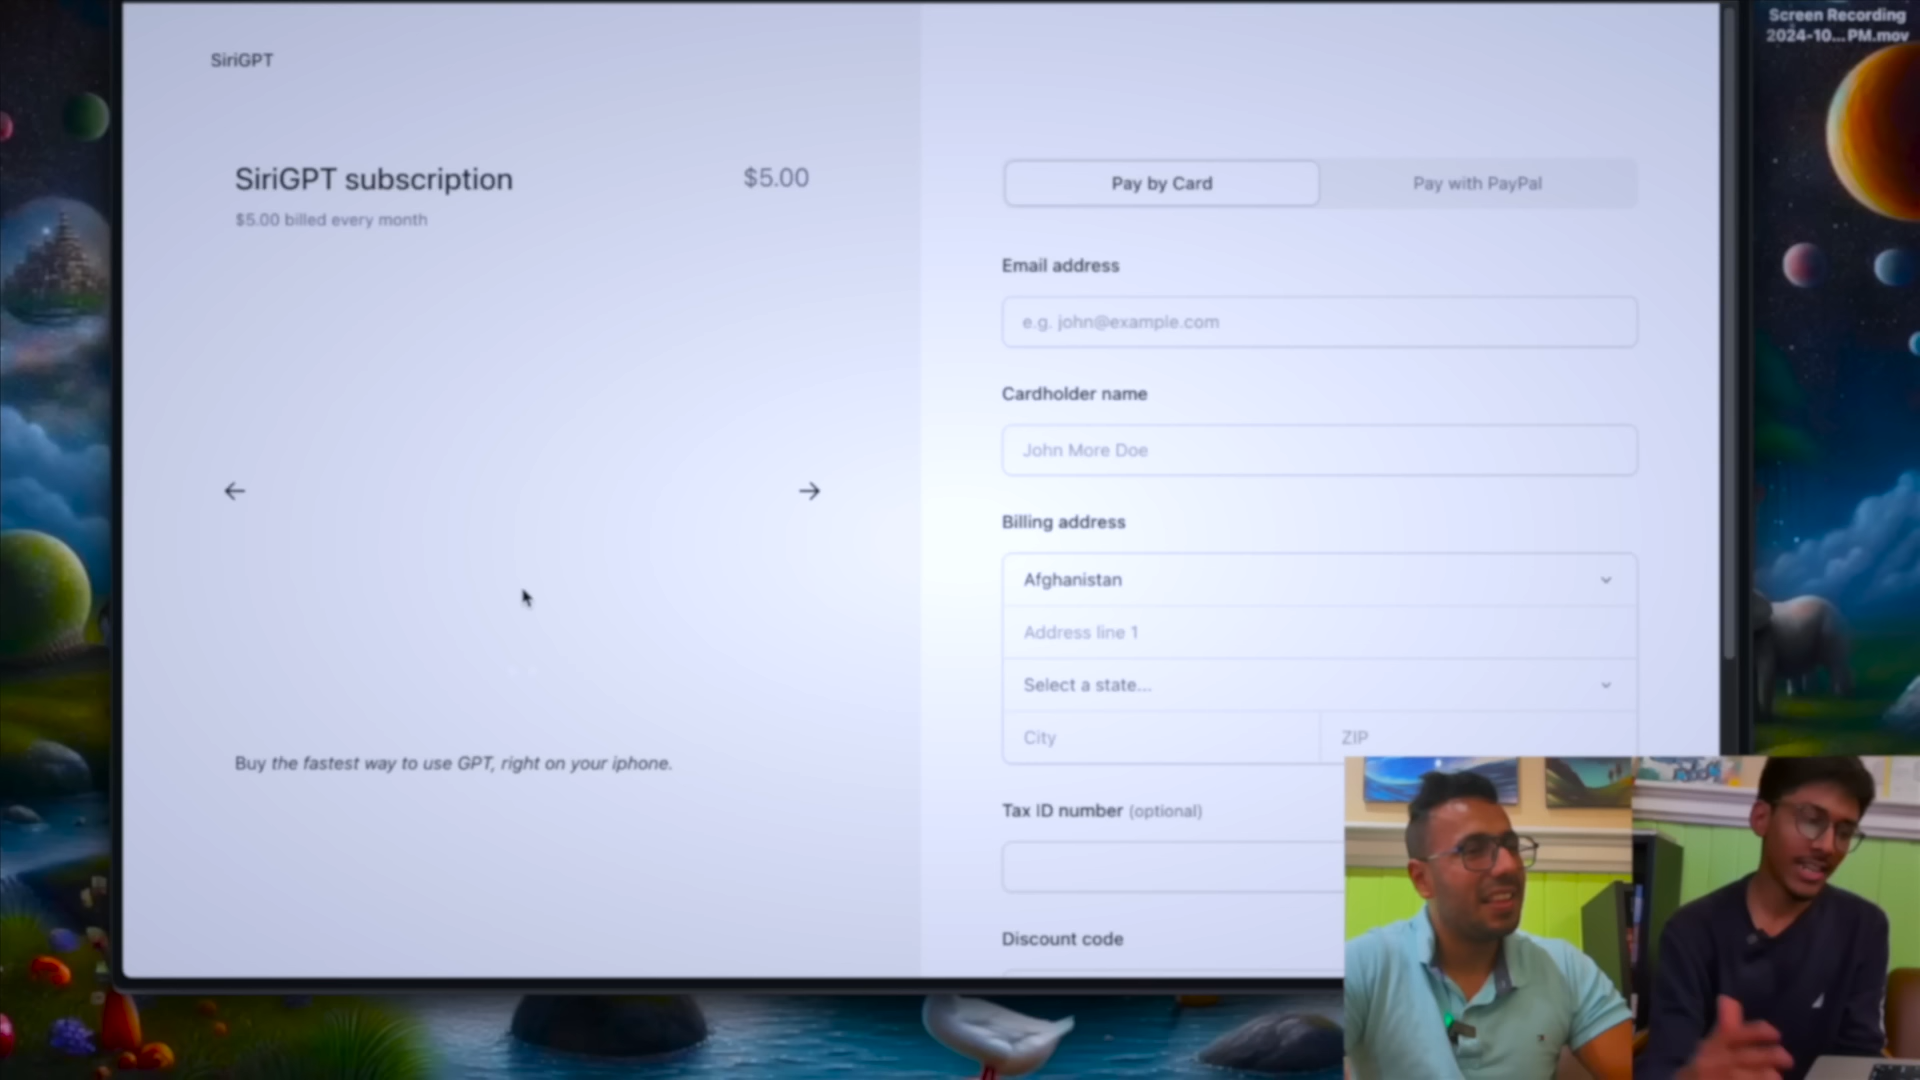 Screen Recording
2024-10...PM.mov
SiriGPT
SiriGPT subscription
$5.00
$5.00 billed every month
Buy the fastest way to use GPT, right on your iphone.
Pay by Card
Pay with PayPal
Email address
e.g. john@example.com
Cardholder name
John More Doe
Billing address
Afghanistan
Address line 1
Select a state...
City
ZIP
Tax ID number (optional)
Discount code